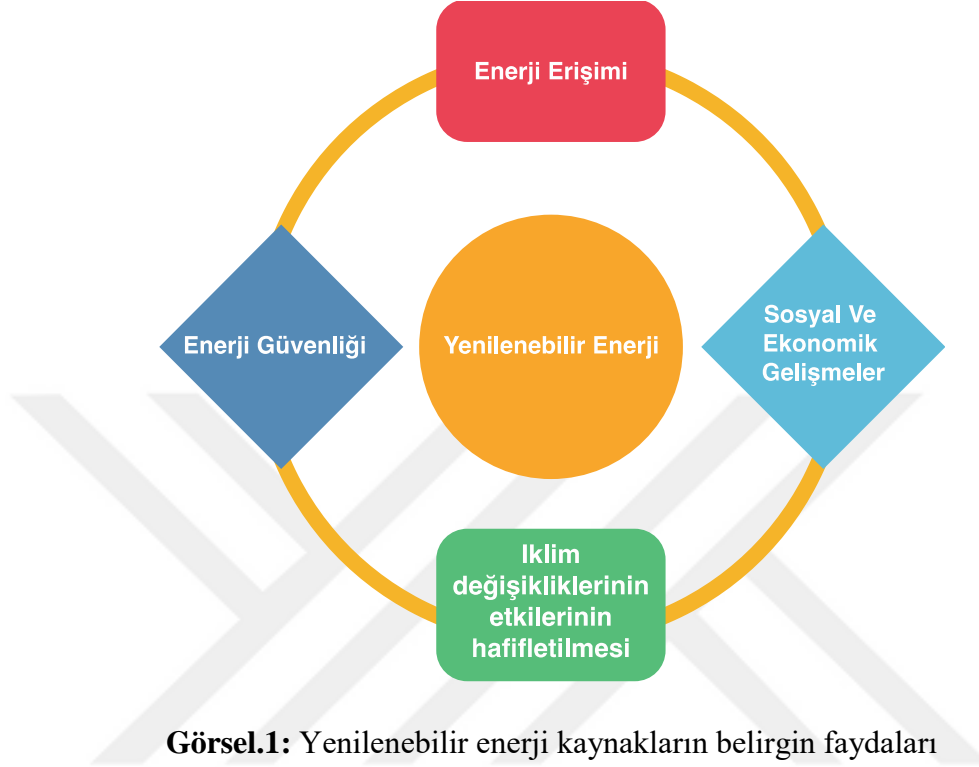 Enerji Erişimi
Enerji Güvenliği
Yenilenebilir Enerji
Sosyal Ve
Ekonomik
Gelişmeler
Iklim
değişikliklerinin
etkilerinin
hafifletilmesi
Görsel.1: Yenilenebilir enerji kaynakların belirgin faydaları